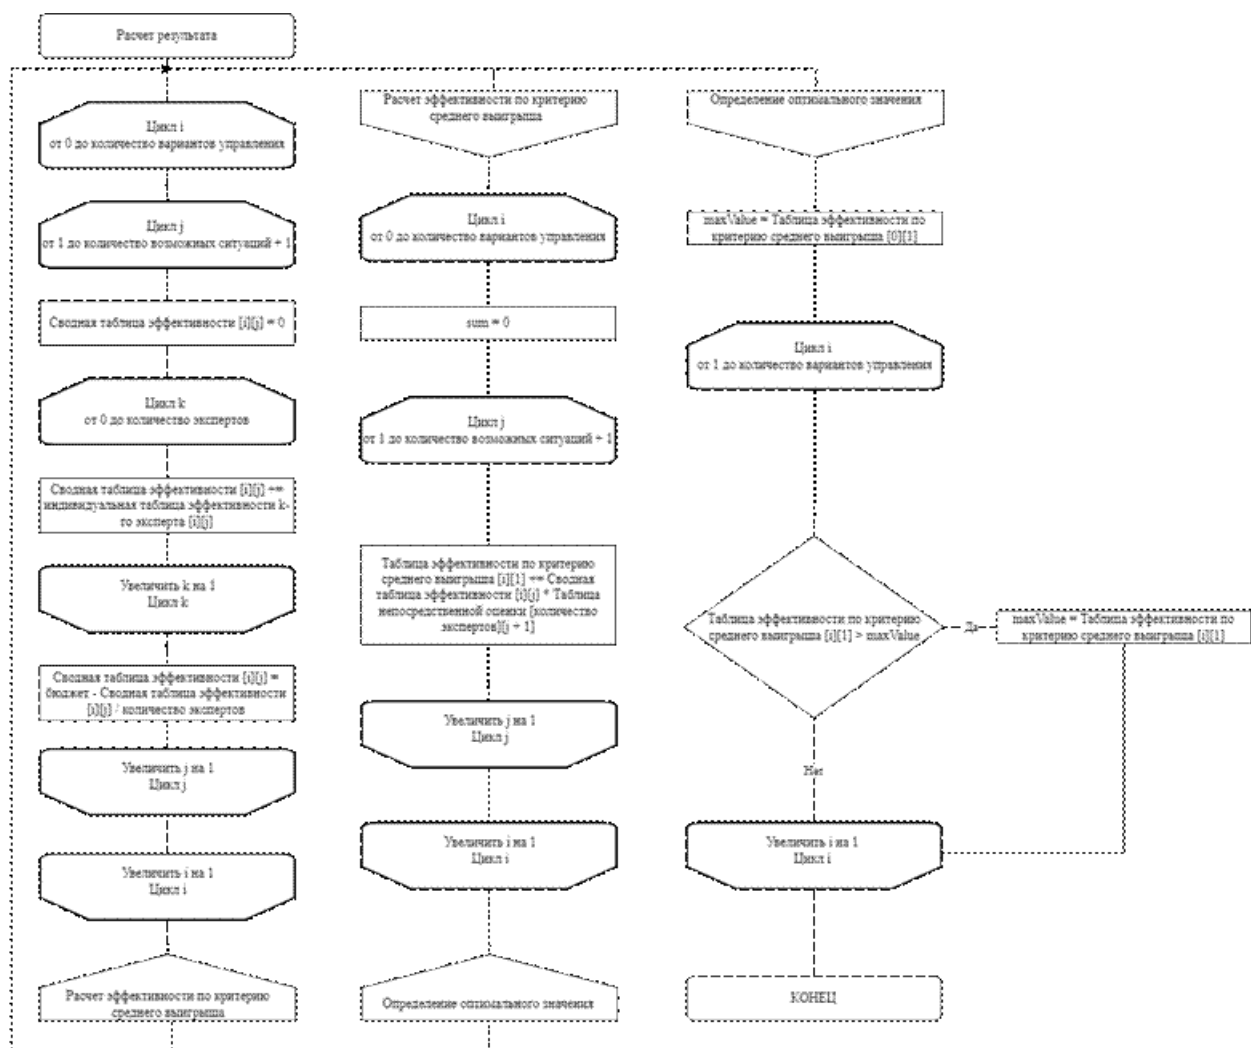 Расчет результата
Цикл i
от 0 до количество вариантов управления
Цикл j
от 1 до количество возможных ситуаций + 1
Сводная таблица эффективности [i][j] = 0
Цикл k
от 0 до количество экспертов
Сводная таблица эффективности [i][j] +=
индивидуальная таблица эффективности k-
го эксперта [i][j]
Увеличить k на 1
Цикл k
Сводная таблица эффективности [i][j] =
бюджет - Сводная таблица эффективности
[i][j] / количество экспертов
Увеличить j на 1
Цикл j
Увеличить i на 1
Цикл i
Расчет эффективности по критерию
среднего выигрыша
Расчет эффективности по критерию
среднего выигрыша
Цикл i
от 0 до количество вариантов управления
sum = 0
Цикл j
от 1 до количество возможных ситуаций + 1
Таблица эффективности по критерию
среднего выигрыша [i][1] += Сводная
таблица эффективности [i][j] * Таблица
непосредственной оценки [количество
экспертов][j + 1]
Увеличить j на 1
Цикл j
Увеличить i на 1
Цикл i
Определение оптимального значения
Определение оптимального значения
maxValue = Таблица эффективности по
критерию среднего выигрыша [0][1]
Цикл i
от 1 до количество вариантов управления
Таблица эффективности по критерию
среднего выигрыша [i][1] > maxValue
Да
maxValue = Таблица эффективности по
критерию среднего выигрыша [i][1]
Нет
Увеличить i на 1
Цикл i
КОНЕЦ